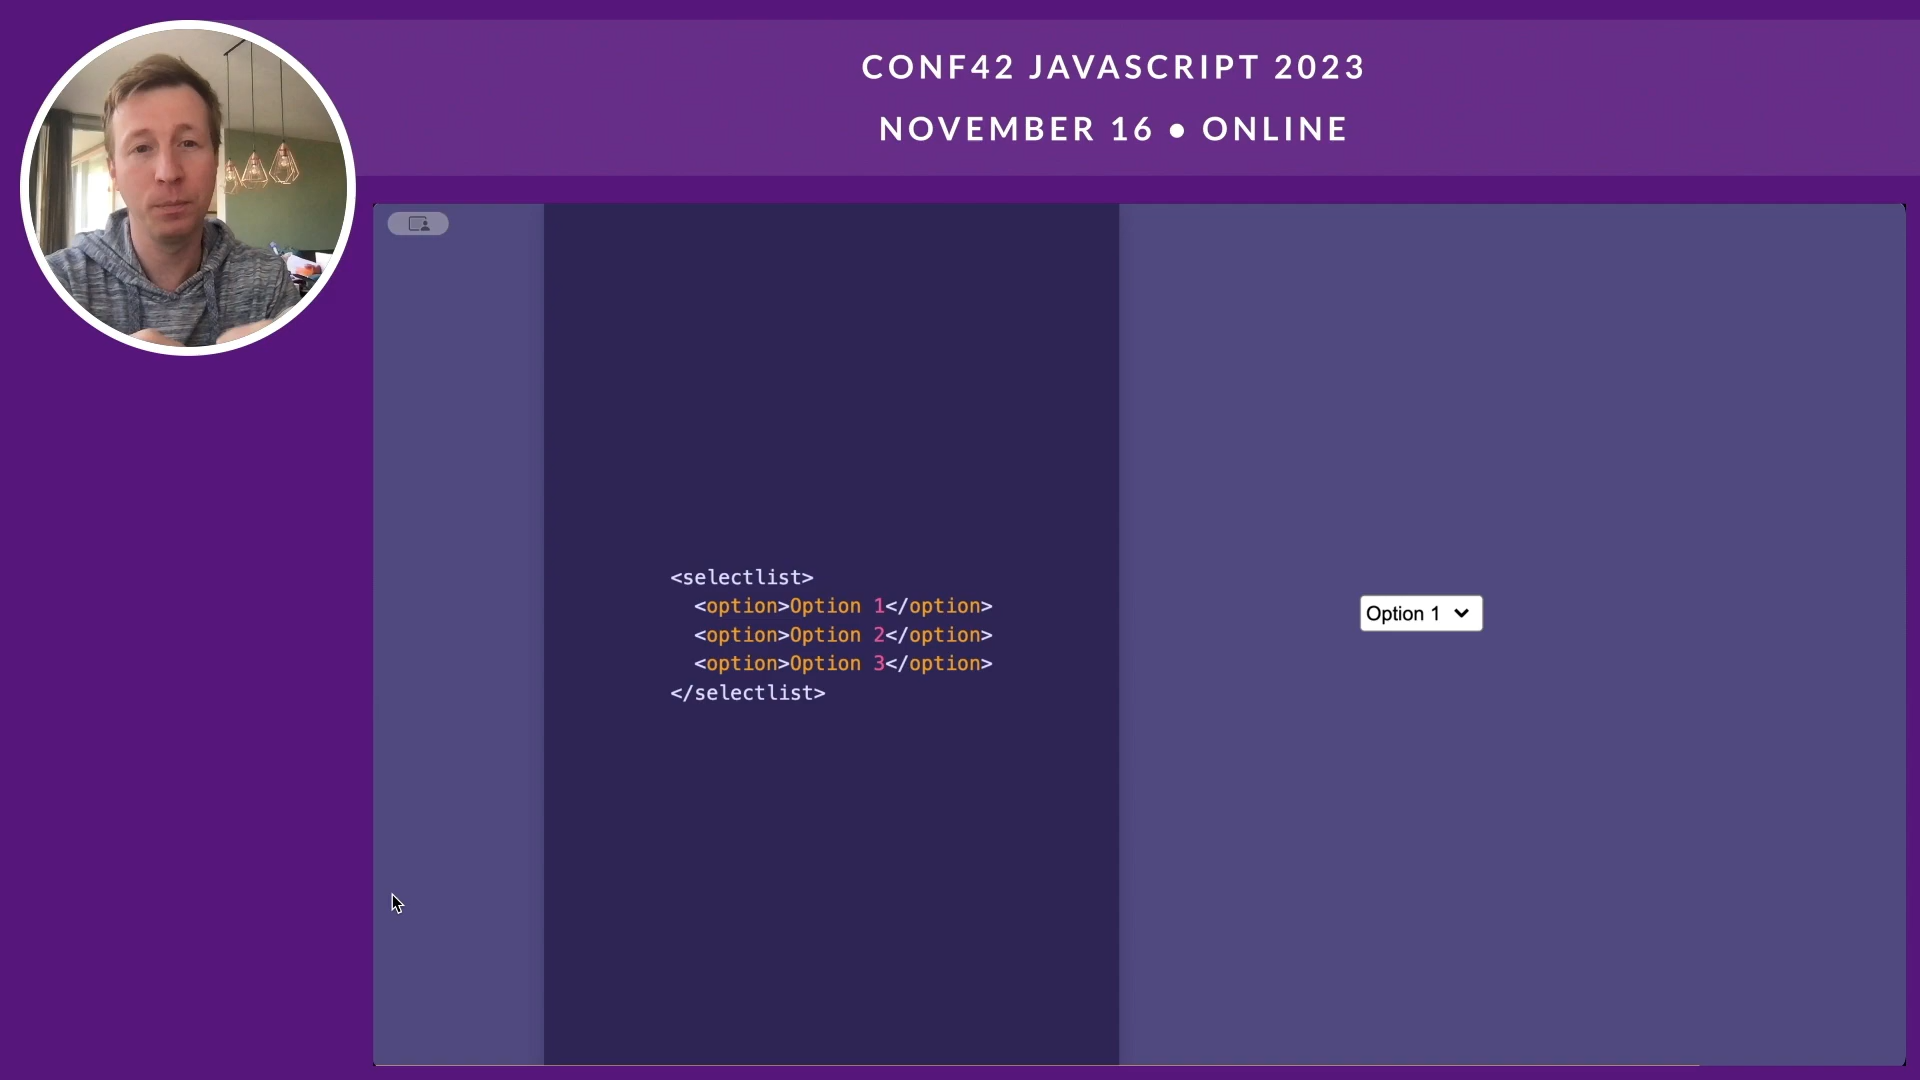 CONF42 JAVASCRIPT 2023
NOVEMBER 16 ● ONLINE
<selectlist>
<option>Option 1</option>
<option>Option 2</option>
<option>Option 3</option>
</selectlist>
Option 1